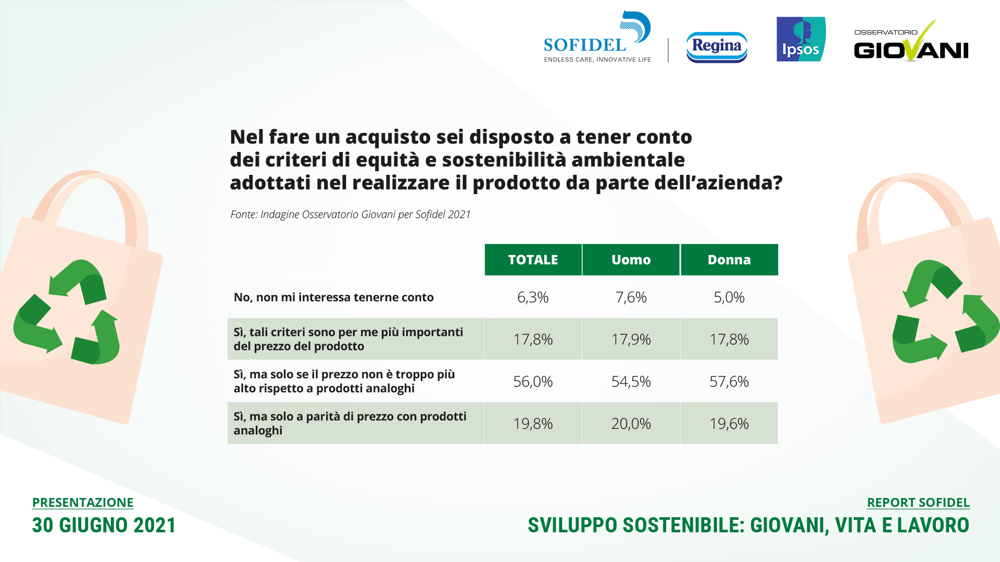 SOFIDEL
ENDLESS CARE, INNOVATIVE LIFE
Regina
Ipsos
OSSERVATORIO
GIOVANI
Nel fare un acquisto sei disposto a tener conto
dei criteri di equità e sostenibilità ambientale
adottati nel realizzare il prodotto da parte dell’azienda?
Fonte: Indagine Osservatorio Giovani per Sofidel 2021
TOTALE Uomo Donna
No, non mi interessa tenerne conto 6,3% 7,6% 5,0%
Sì, tali criteri sono per me più importanti
del prezzo del prodotto 17,8% 17,9% 17,8%
Sì, ma solo se il prezzo non è troppo più
alto rispetto a prodotti analoghi 56,0% 54,5% 57,6%
Sì, ma solo a parità di prezzo con prodotti
analoghi 19,8% 20,0% 19,6%
PRESENTAZIONE
30 GIUGNO 2021
REPORT SOFIDEL
SVILUPPO SOSTENIBILE: GIOVANI, VITA E LAVORO